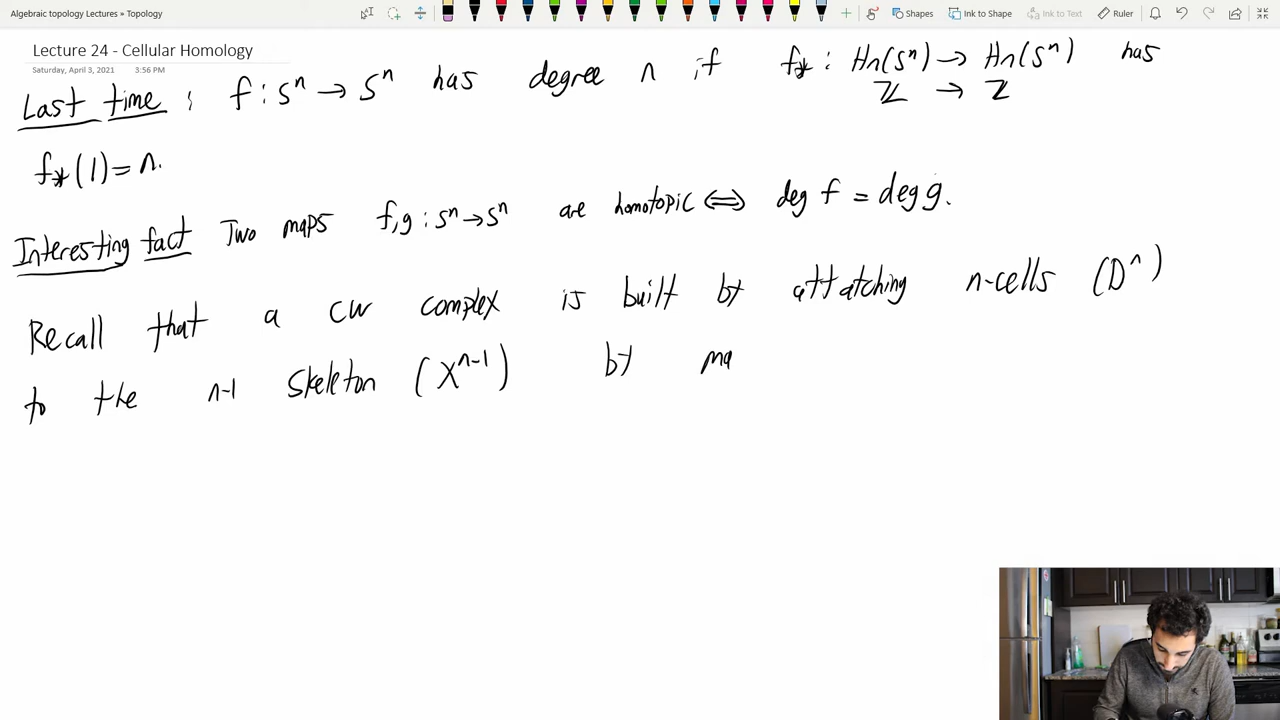 Algebraic topology Lectures » Topology
Shapes
Ink to Shape
Ink to Text
Ruler
Lecture 24 - Cellular Homology
Saturday, April 3, 2021 3:56 PM
Last time : f : Sⁿ → Sⁿ has degree n if f* : Hn(Sⁿ) → Hn(Sⁿ) has
ℤ → ℤ
f*(1) = n.
Interesting fact Two maps f,g : Sⁿ → Sⁿ are homotopic ⟺ deg f = deg g.
Recall that a CW complex is built by attatching n-cells (Dⁿ)
to the n-1 skeleton (Xⁿ⁻¹) by ma